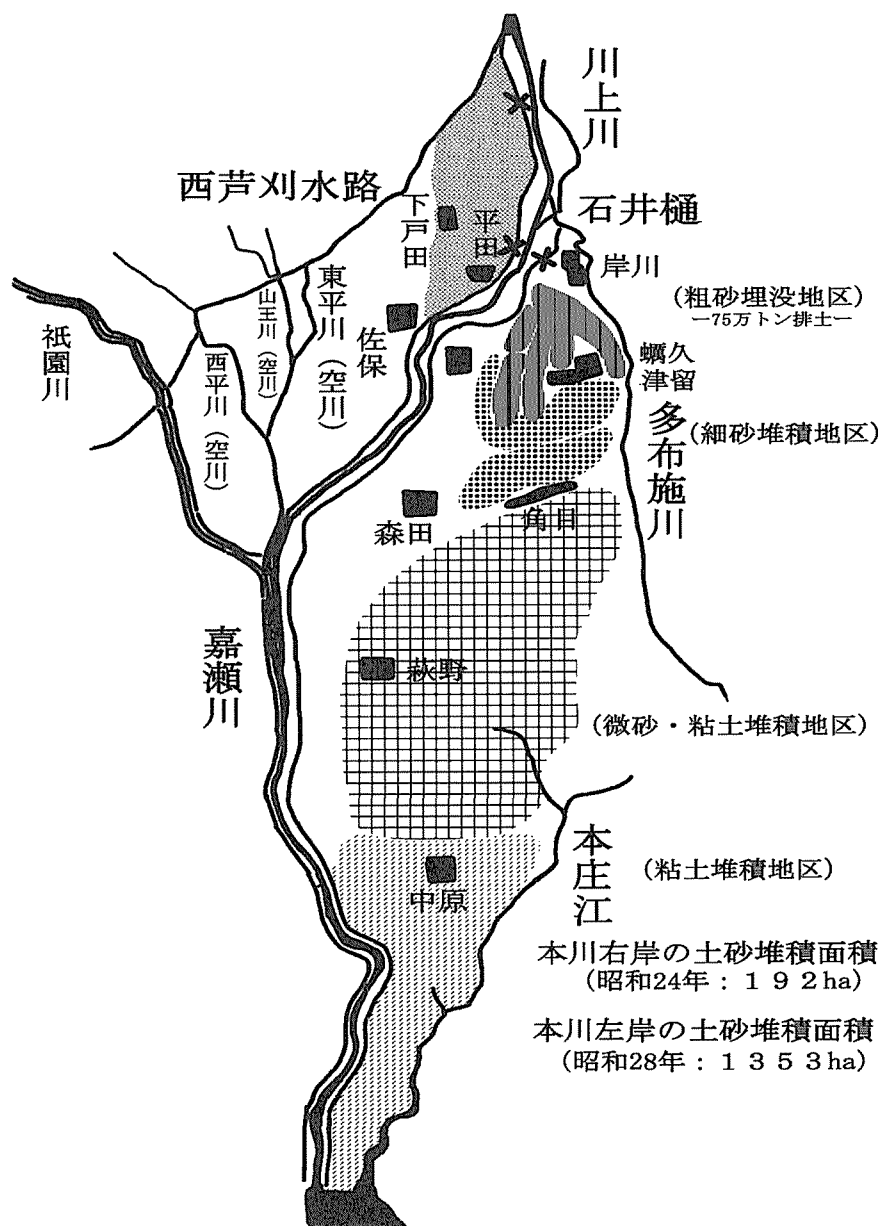 川上川
西芦刈水路
石井樋
下戸田
平田
岸川
東平川（空川）
山王川（空川）
(粗砂埋没地区)
―75万トン排土―
祇園川
西平川（空川）
佐保
蠣久
津留
多布施川
(細砂堆積地区)
森田
角目
嘉瀬川
萩野
(微砂・粘土堆積地区)
本庄江
(粘土堆積地区)
中原
本川右岸の土砂堆積面積
(昭和24年：１９２ha)
本川左岸の土砂堆積面積
(昭和28年：１３５３ha)